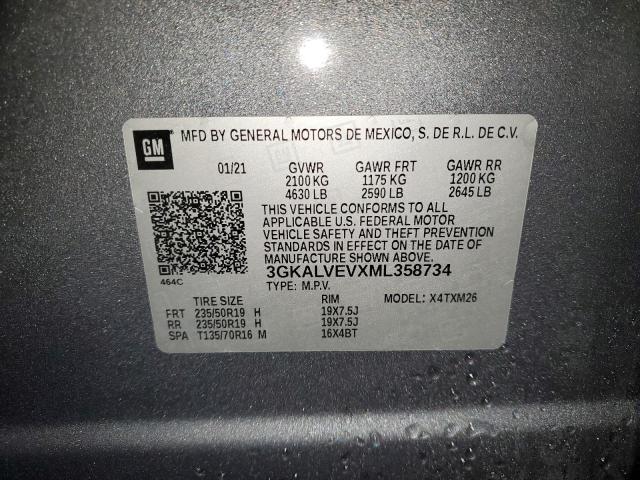 GM
MFD BY GENERAL MOTORS DE MEXICO, S. DE R.L. DE C.V.
01/21 GVWR GAWR FRT GAWR RR
2100 KG 1175 KG 1200 KG
4630 LB 2590 LB 2645 LB
THIS VEHICLE CONFORMS TO ALL
APPLICABLE U.S. FEDERAL MOTOR
VEHICLE SAFETY AND THEFT PREVENTION
STANDARDS IN EFFECT ON THE DATE OF
MANUFACTURE SHOWN ABOVE.
3GKALVEVXML358734
464C
TYPE: M.P.V.
TIRE SIZE RIM MODEL: X4TXM26
FRT 235/50R19 H 19X7.5J
RR 235/50R19 H 19X7.5J
SPA T135/70R16 M 16X4BT